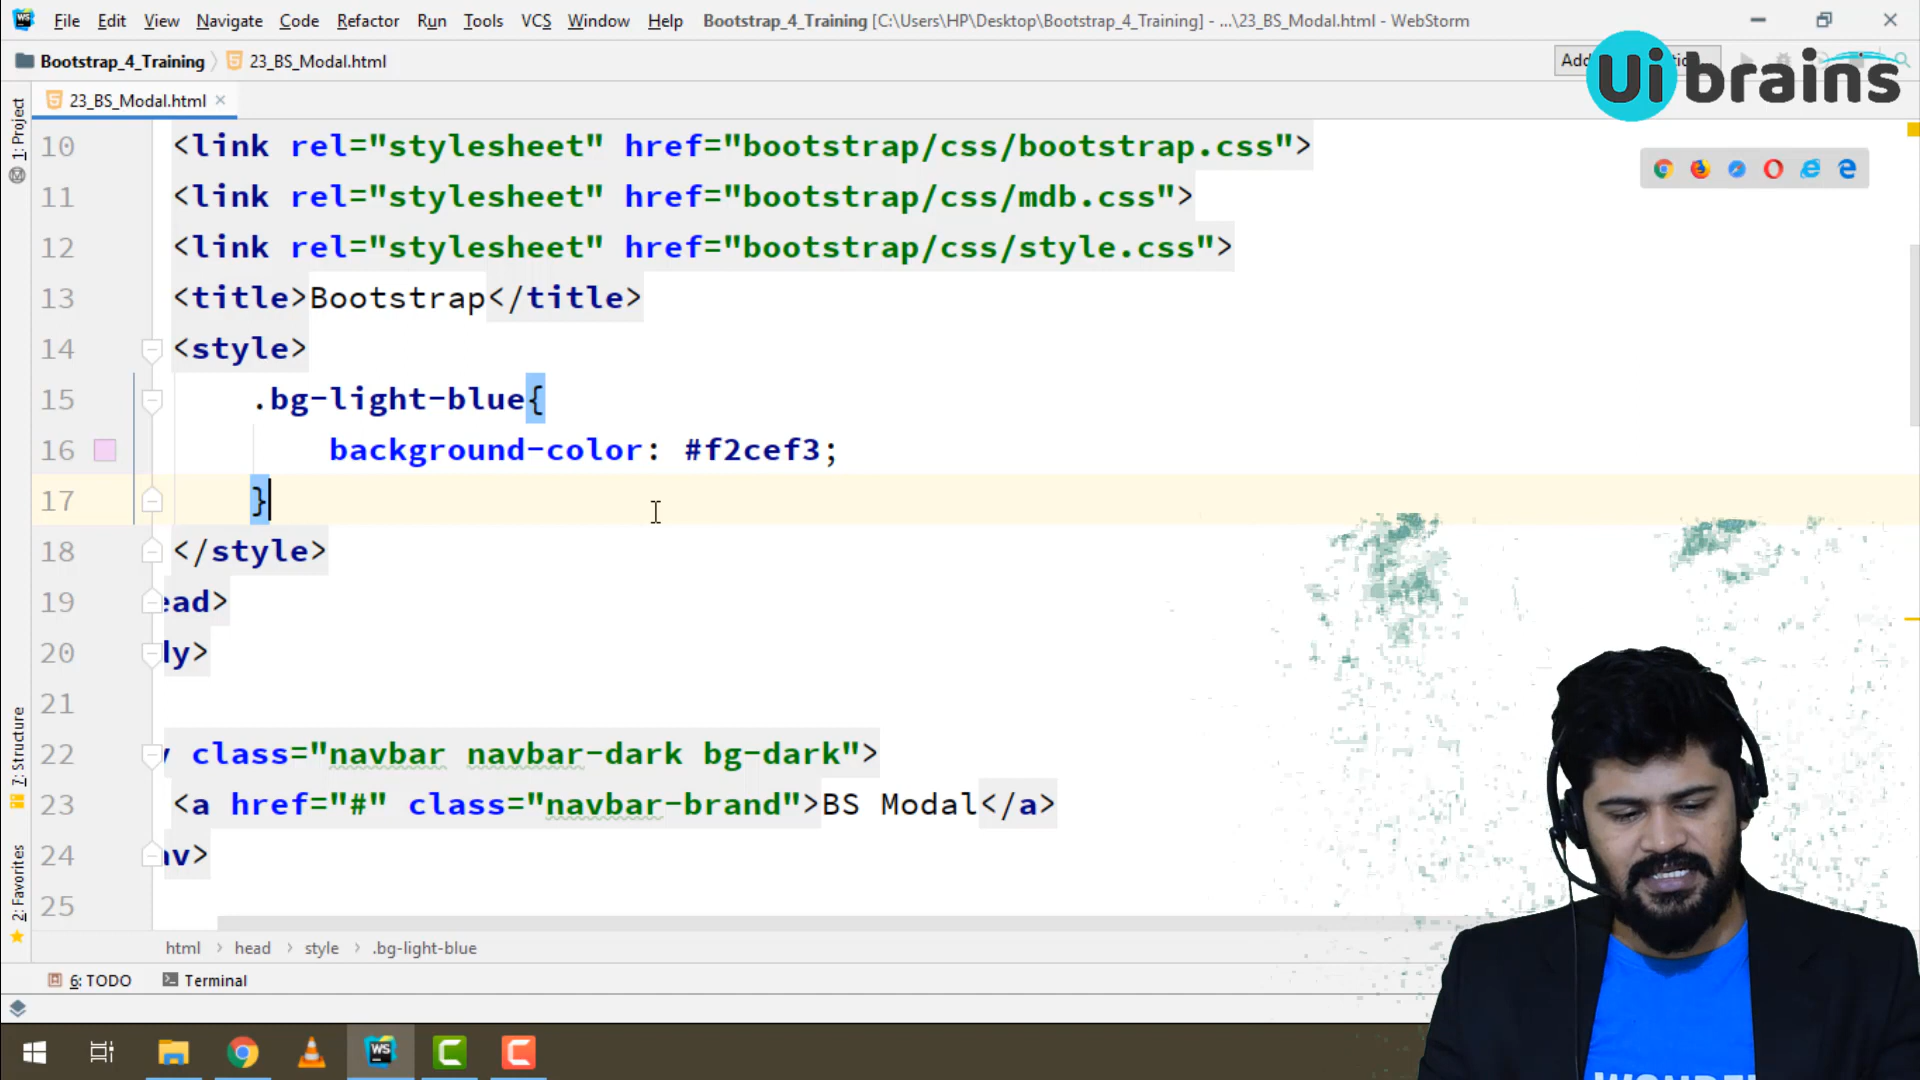 File Edit View Navigate Code Refactor Run Tools VCS Window Help Bootstrap_4_Training [C:\Users\HP\Desktop\Bootstrap_4_Training] - ...\23_BS_Modal.html - WebStorm
Bootstrap_4_Training 23_BS_Modal.html
Ui brains
23_BS_Modal.html
1: Project
10 <link rel="stylesheet" href="bootstrap/css/bootstrap.css">
11 <link rel="stylesheet" href="bootstrap/css/mdb.css">
12 <link rel="stylesheet" href="bootstrap/css/style.css">
13 <title>Bootstrap</title>
14 <style>
15 .bg-light-blue{
16 background-color: #f2cef3;
17 }
18 </style>
19 ead>
20 dy>
21
22 class="navbar navbar-dark bg-dark">
23 <a href="#" class="navbar-brand">BS Modal</a>
24 av>
25
7: Structure
2: Favorites
html head style .bg-light-blue
6: TODO Terminal
WS